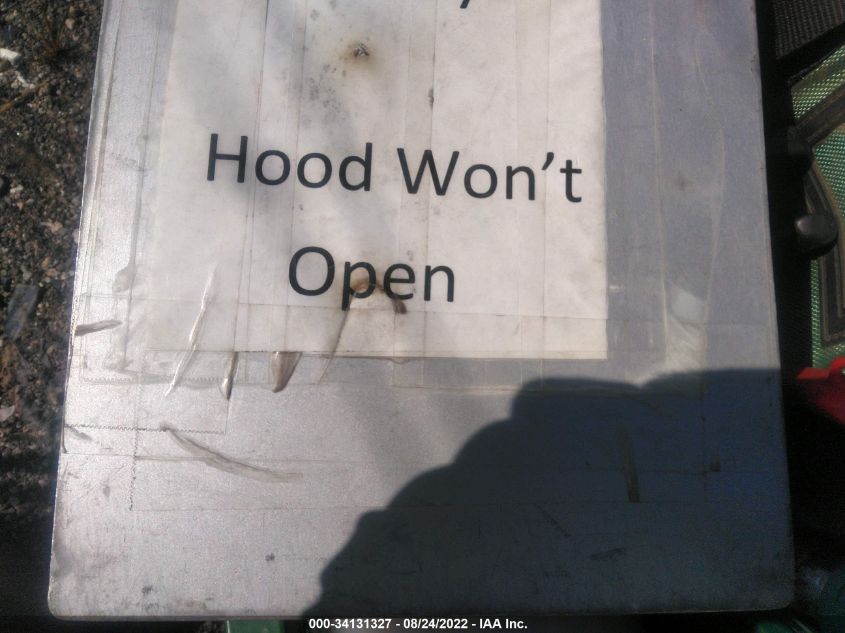 Hood Won't
Open
000-34131327 - 08/24/2022 - IAA Inc.